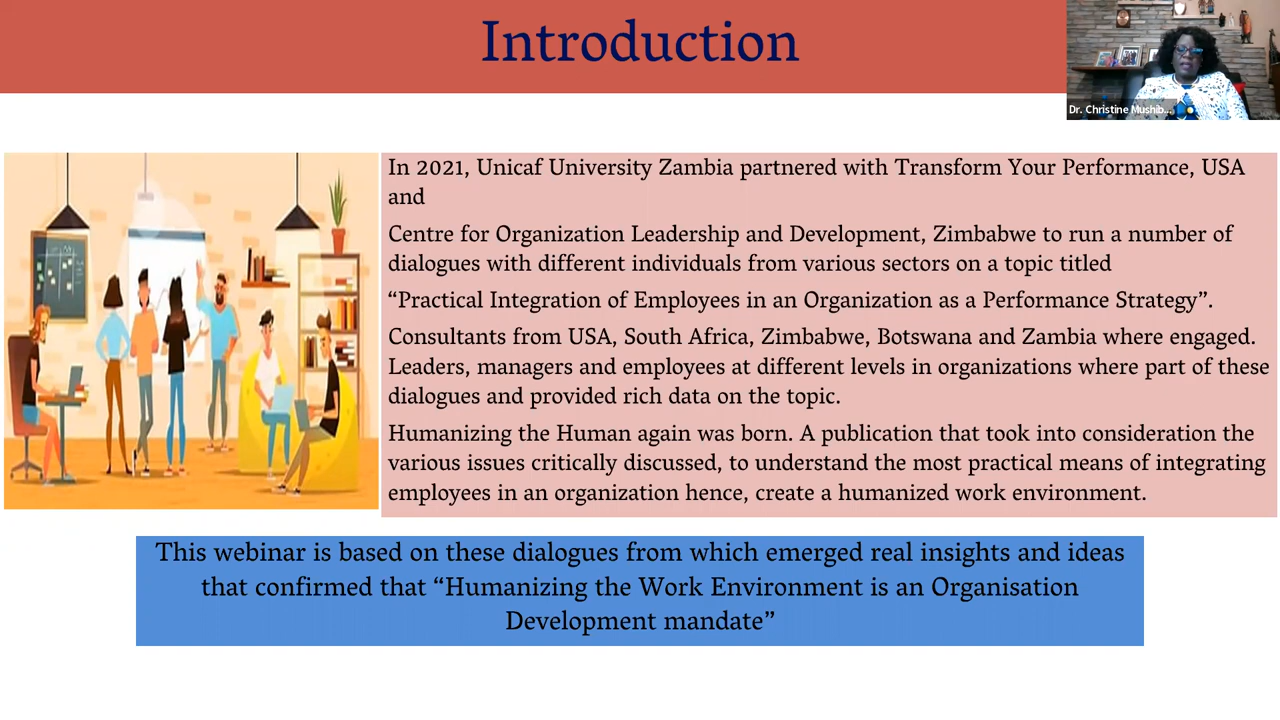 Introduction
Dr. Christine Mushib...
In 2021, Unicaf University Zambia partnered with Transform Your Performance, USA
and
Centre for Organization Leadership and Development, Zimbabwe to run a number of
dialogues with different individuals from various sectors on a topic titled
“Practical Integration of Employees in an Organization as a Performance Strategy”.
Consultants from USA, South Africa, Zimbabwe, Botswana and Zambia where engaged.
Leaders, managers and employees at different levels in organizations where part of these
dialogues and provided rich data on the topic.
Humanizing the Human again was born. A publication that took into consideration the
various issues critically discussed, to understand the most practical means of integrating
employees in an organization hence, create a humanized work environment.
This webinar is based on these dialogues from which emerged real insights and ideas
that confirmed that “Humanizing the Work Environment is an Organisation
Development mandate”